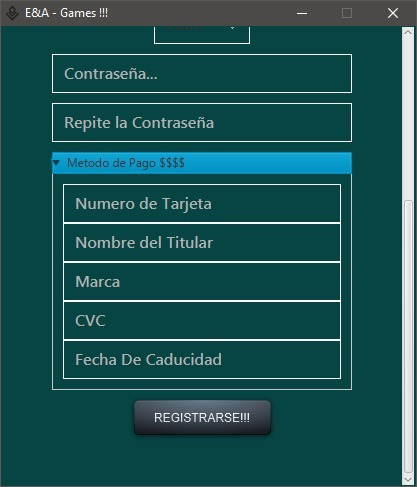 E&A - Games !!!
Contraseña...
Repite la Contraseña
Metodo de Pago $$$$
Numero de Tarjeta
Nombre del Titular
Marca
CVC
Fecha De Caducidad
REGISTRARSE!!!